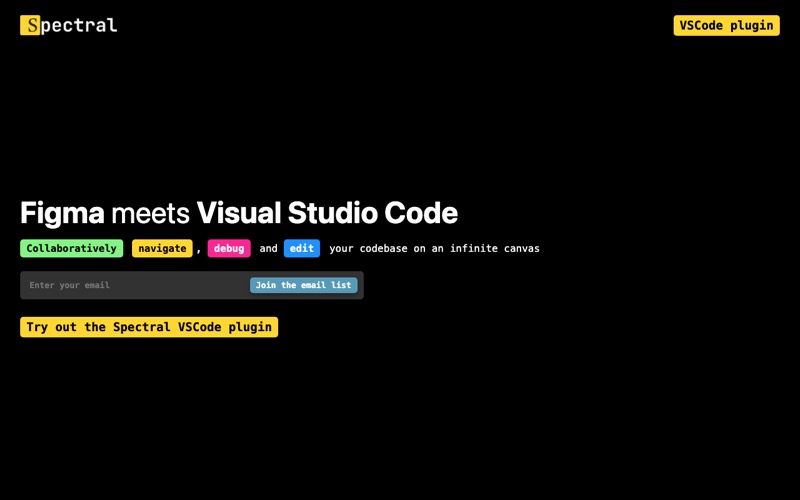 Spectral
VSCode plugin
Figma meets Visual Studio Code
Collaboratively navigate, debug and edit your codebase on an infinite canvas
Enter your email
Join the email list
Try out the Spectral VSCode plugin